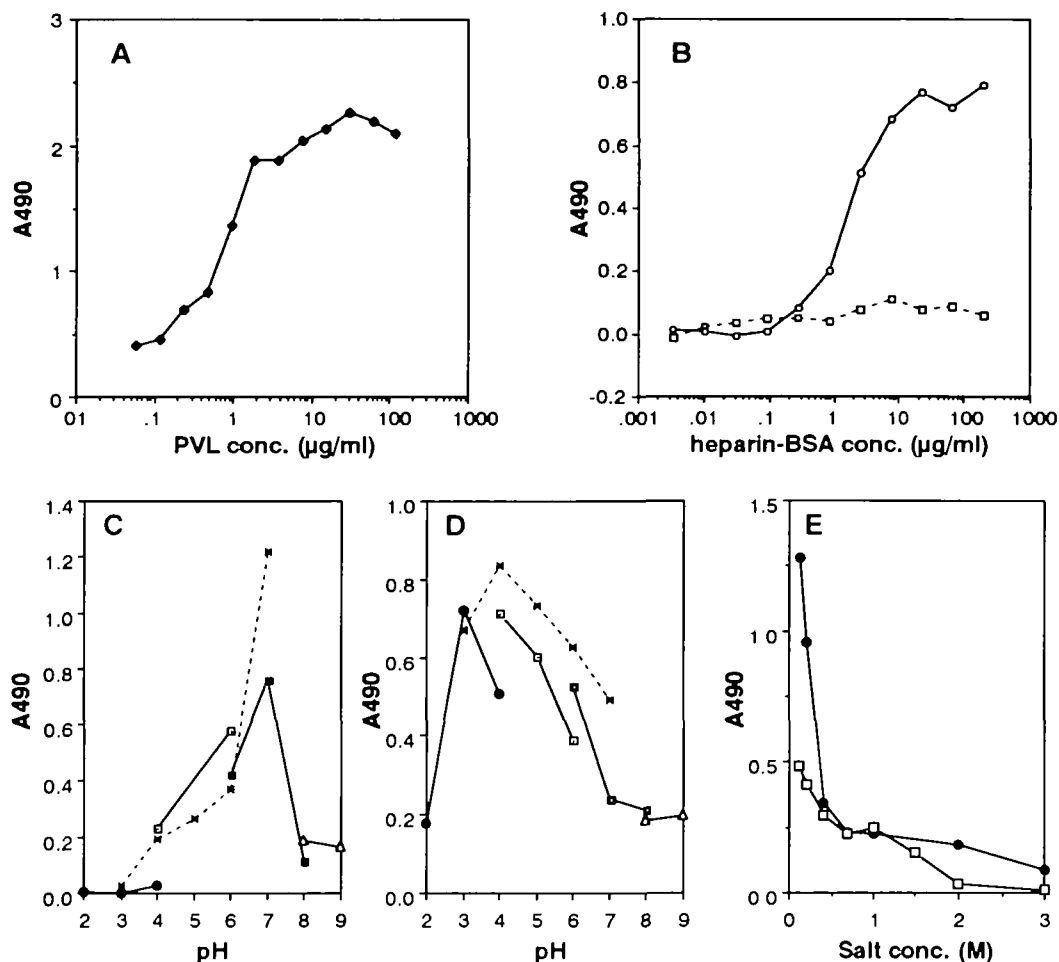 A
3
2
1
0
A490
01
.1
1
10
100
1000
PVL conc. (µg/ml)
B
1.0
0.8
0.6
0.4
0.2
0.0
-0.2
A490
.001
.01
0.1
1
10
100
1000
heparin-BSA conc. (µg/ml)
C
1.4
1.2
1.0
0.8
0.6
0.4
0.2
0.0
A490
2 3 4 5 6 7 8 9
pH
D
1.0
0.8
0.6
0.4
0.2
0.0
A490
2 3 4 5 6 7 8 9
pH
E
1.5
1.0
0.5
0.0
A490
0 1 2 3
Salt conc. (M)